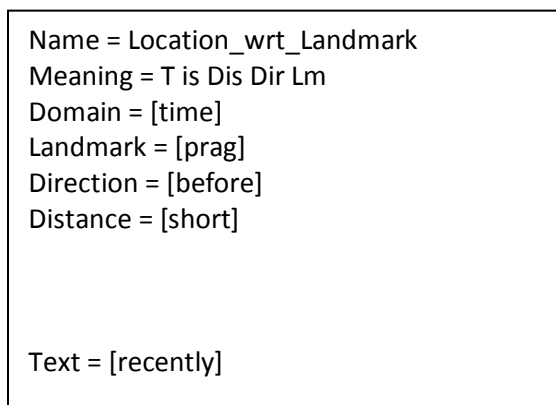 Name = Location_wrt_Landmark
Meaning = T is Dis Dir Lm
Domain = [time]
Landmark = [prag]
Direction = [before]
Distance = [short]
Text = [recently]